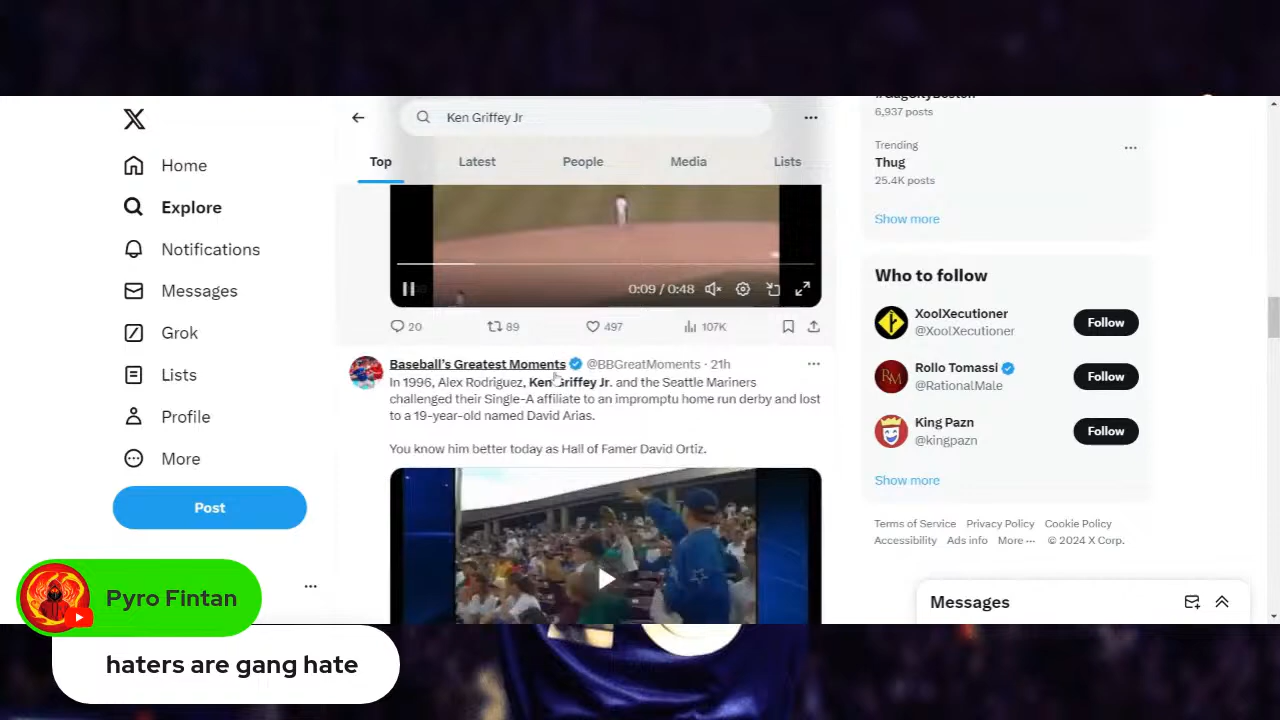 Ken Griffey Jr
Top
Latest
People
Media
Lists
Home
Explore
Notifications
Messages
Grok
Lists
Profile
More
Post
0:09 / 0:48
20
89
497
107K
Baseball's Greatest Moments @BBGreatMoments · 21h
In 1996, Alex Rodriguez, Ken Griffey Jr. and the Seattle Mariners
challenged their Single-A affiliate to an impromptu home run derby and lost
to a 19-year-old named David Arias.
You know him better today as Hall of Famer David Ortiz.
6,937 posts
Trending
Thug
25.4K posts
Show more
Who to follow
XoolXecutioner
@XoolXecutioner
Follow
Rollo Tomassi
@RationalMale
Follow
King Pazn
@kingpazn
Follow
Show more
Terms of Service Privacy Policy Cookie Policy
Accessibility Ads info More ··· © 2024 X Corp.
Messages
Pyro Fintan
haters are gang hate